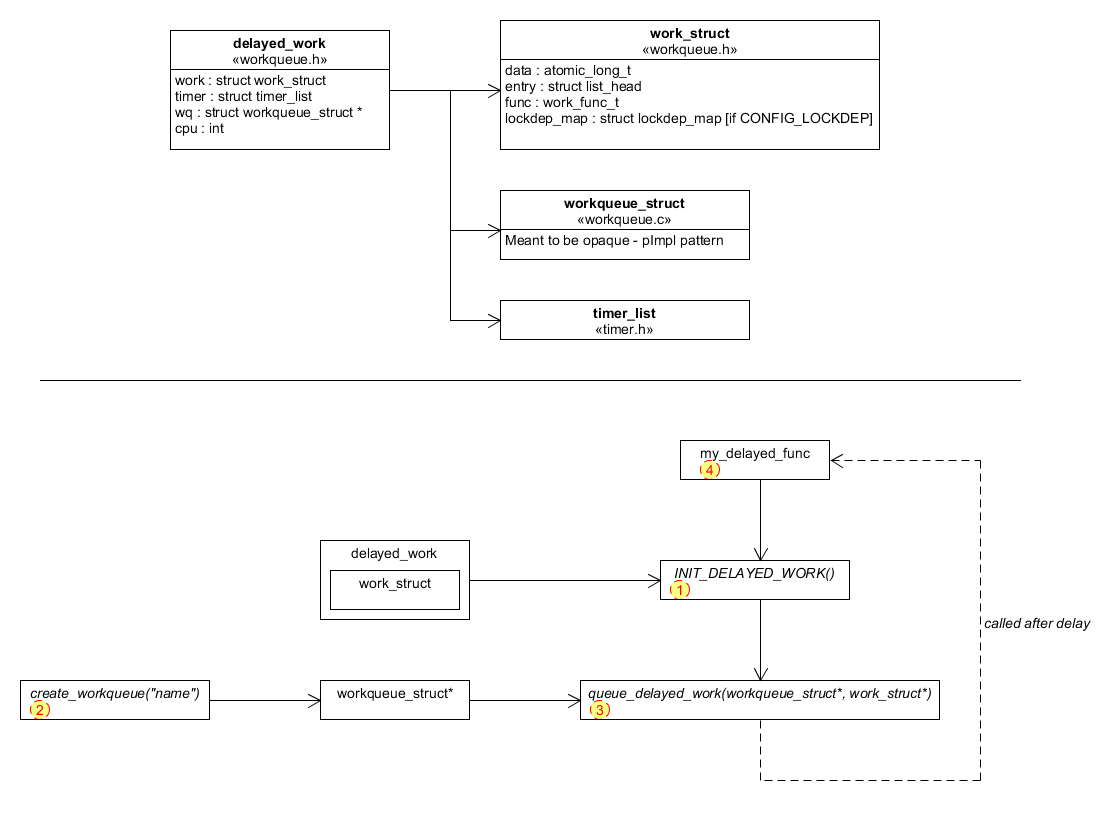 delayed_work
«workqueue.h»
work : struct work_struct
timer : struct timer_list
wq : struct workqueue_struct *
cpu : int
work_struct
«workqueue.h»
data : atomic_long_t
entry : struct list_head
func : work_func_t
lockdep_map : struct lockdep_map [if CONFIG_LOCKDEP]
workqueue_struct
«workqueue.c»
Meant to be opaque - pImpl pattern
timer_list
«timer.h»
my_delayed_func
4
delayed_work
work_struct
INIT_DELAYED_WORK()
1
called after delay
create_workqueue("name")
2
workqueue_struct*
queue_delayed_work(workqueue_struct*, work_struct*)
3